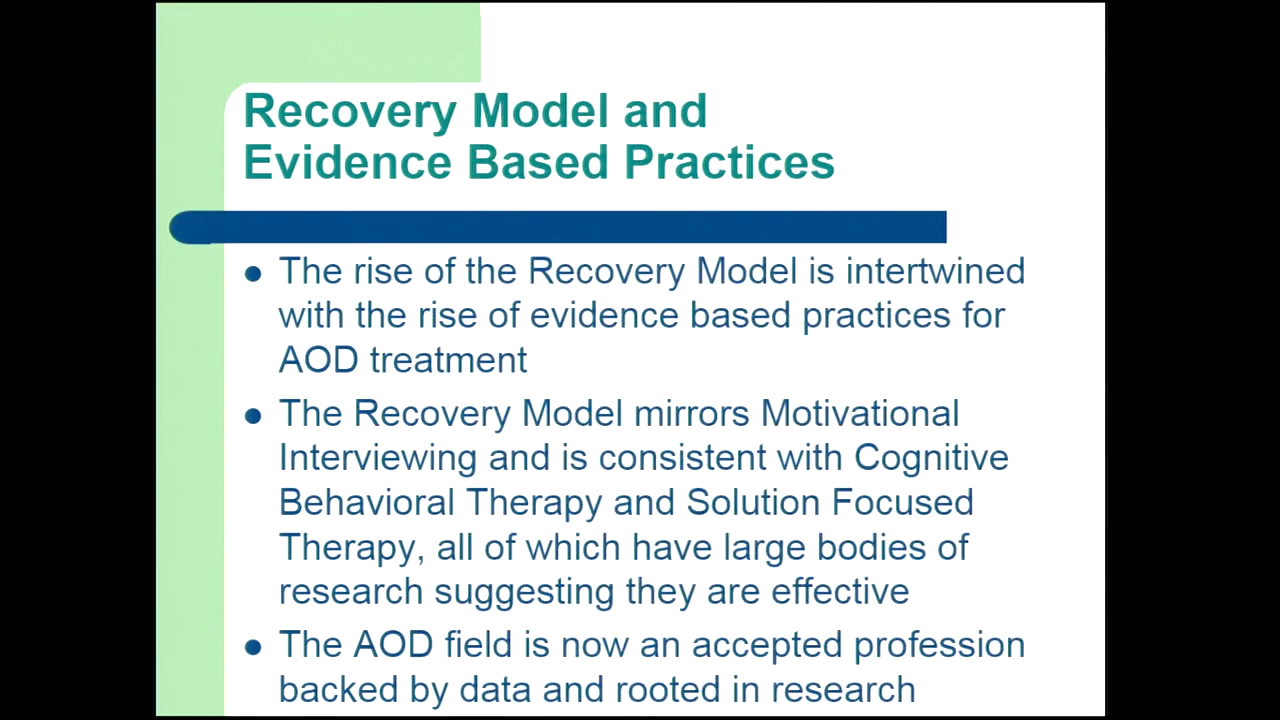 Recovery Model and
Evidence Based Practices
The rise of the Recovery Model is intertwined
with the rise of evidence based practices for
AOD treatment
The Recovery Model mirrors Motivational
Interviewing and is consistent with Cognitive
Behavioral Therapy and Solution Focused
Therapy, all of which have large bodies of
research suggesting they are effective
The AOD field is now an accepted profession
backed by data and rooted in research